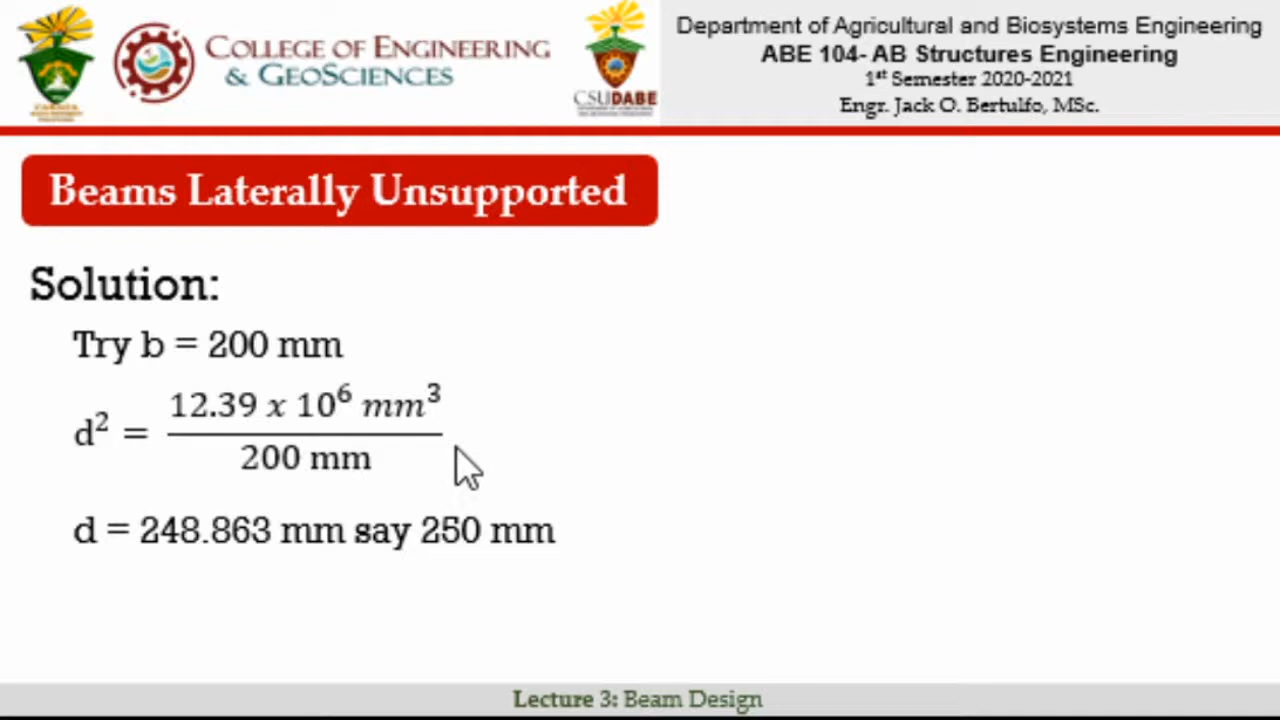 COLLEGE OF ENGINEERING
& GEOSCIENCES
CSUDABE
Department of Agricultural and Biosystems Engineering
ABE 104- AB Structures Engineering
1st Semester 2020-2021
Engr. Jack O. Bertulfo, MSc.
Beams Laterally Unsupported
Solution:
Try b = 200 mm
d² = 12.39 x 10⁶ mm³
200 mm
d = 248.863 mm say 250 mm
Lecture 3: Beam Design